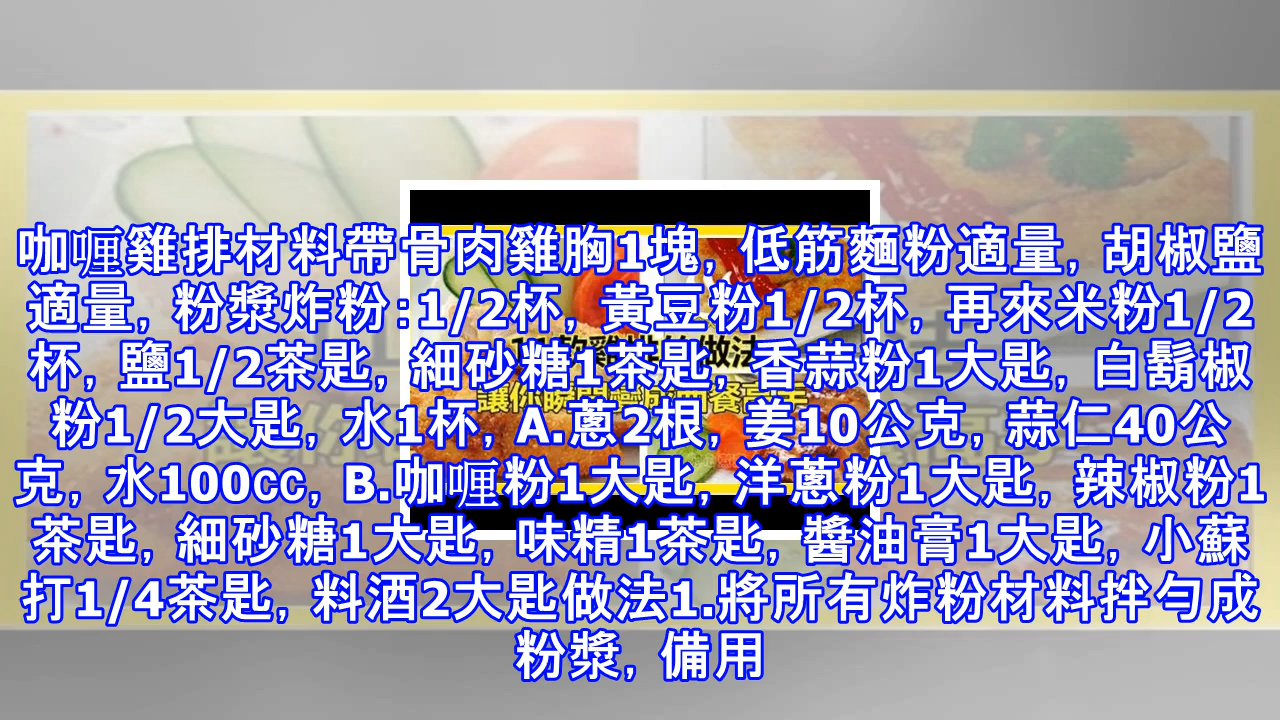 咖喱雞排材料帶骨肉雞胸1塊, 低筋麵粉適量, 胡椒鹽
適量, 粉漿炸粉:1/2杯, 黃豆粉1/2杯, 再來米粉1/2
杯, 鹽1/2茶匙, 細砂糖1茶匙, 香蒜粉1大匙, 白鬍椒
粉1/2大匙, 水1杯, A.蔥2根, 姜10公克, 蒜仁40公
克, 水100cc, B.咖喱粉1大匙, 洋蔥粉1大匙, 辣椒粉1
茶匙, 細砂糖1大匙, 味精1茶匙, 醬油膏1大匙, 小蘇
打1/4茶匙, 料酒2大匙做法1.將所有炸粉材料拌勻成
粉漿, 備用